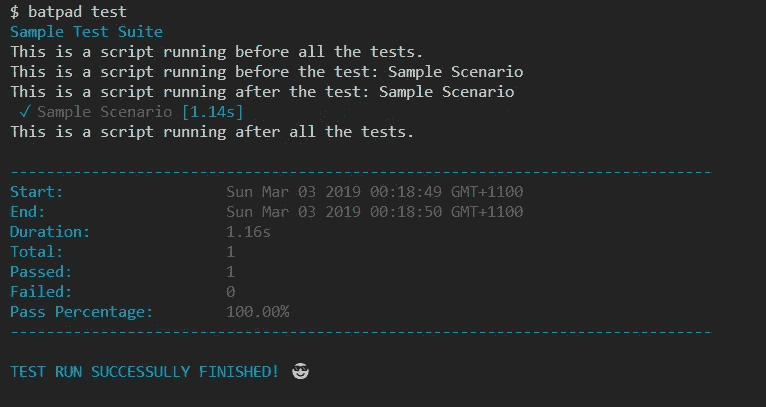 $ batpad test
Sample Test Suite
This is a script running before all the tests.
This is a script running before the test: Sample Scenario
This is a script running after the test: Sample Scenario
✓ Sample Scenario [1.14s]
This is a script running after all the tests.
------------------------------------------------------------------------------
Start: Sun Mar 03 2019 00:18:49 GMT+1100
End: Sun Mar 03 2019 00:18:50 GMT+1100
Duration: 1.16s
Total: 1
Passed: 1
Failed: 0
Pass Percentage: 100.00%
------------------------------------------------------------------------------
TEST RUN SUCCESSULLY FINISHED! 😎